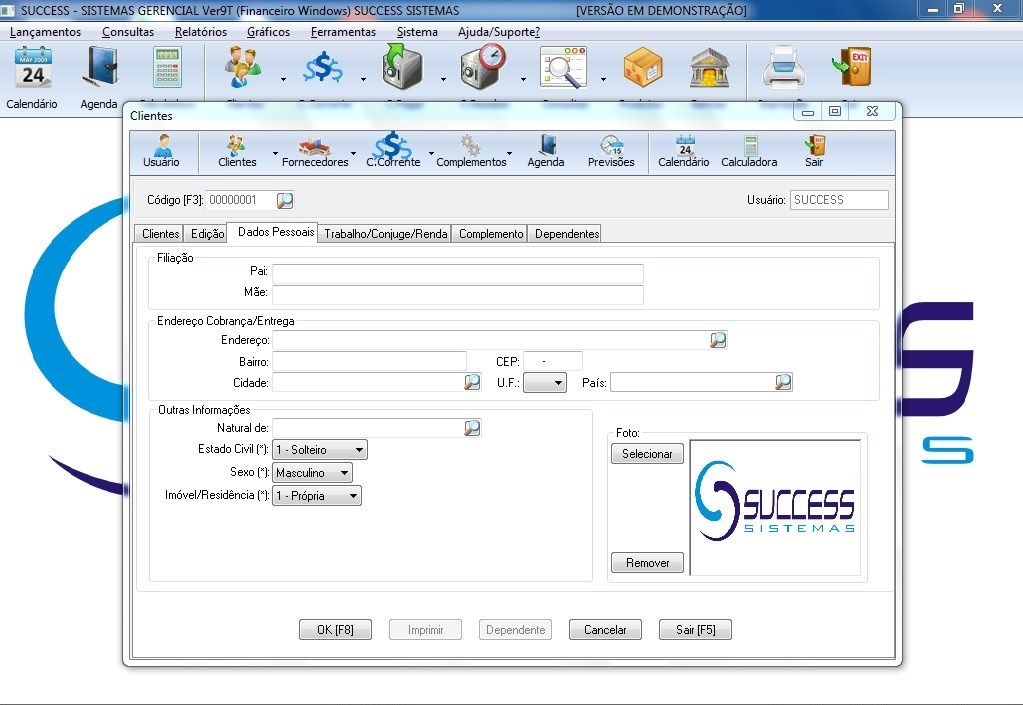 SUCCESS - SISTEMAS GERENCIAL Ver9T (Financeiro Windows) SUCCESS SISTEMAS [VERSÃO EM DEMONSTRAÇÃO]
Lançamentos Consultas Relatórios Gráficos Ferramentas Sistema Ajuda/Suporte?
MAY 2009
24
EXIT
Calendário Agenda
Clientes
Usuário Clientes Fornecedores C.Corrente Complementos Agenda Previsões Calendário Calculadora Sair
Código [F3]: 00000001 Usuário: SUCCESS
Clientes Edição Dados Pessoais Trabalho/Conjuge/Renda Complemento Dependentes
Filiação
Pai:
Mãe:
Endereço Cobrança/Entrega
Endereço:
Bairro: CEP: -
Cidade: U.F.: País:
Outras Informações
Natural de:
Estado Civil (*): 1 - Solteiro
Sexo (*): Masculino
Imóvel/Residência (*): 1 - Própria
Foto:
Selecionar
SUCCESS
SISTEMAS
Remover
OK [F8] Imprimir Dependente Cancelar Sair [F5]
S
S